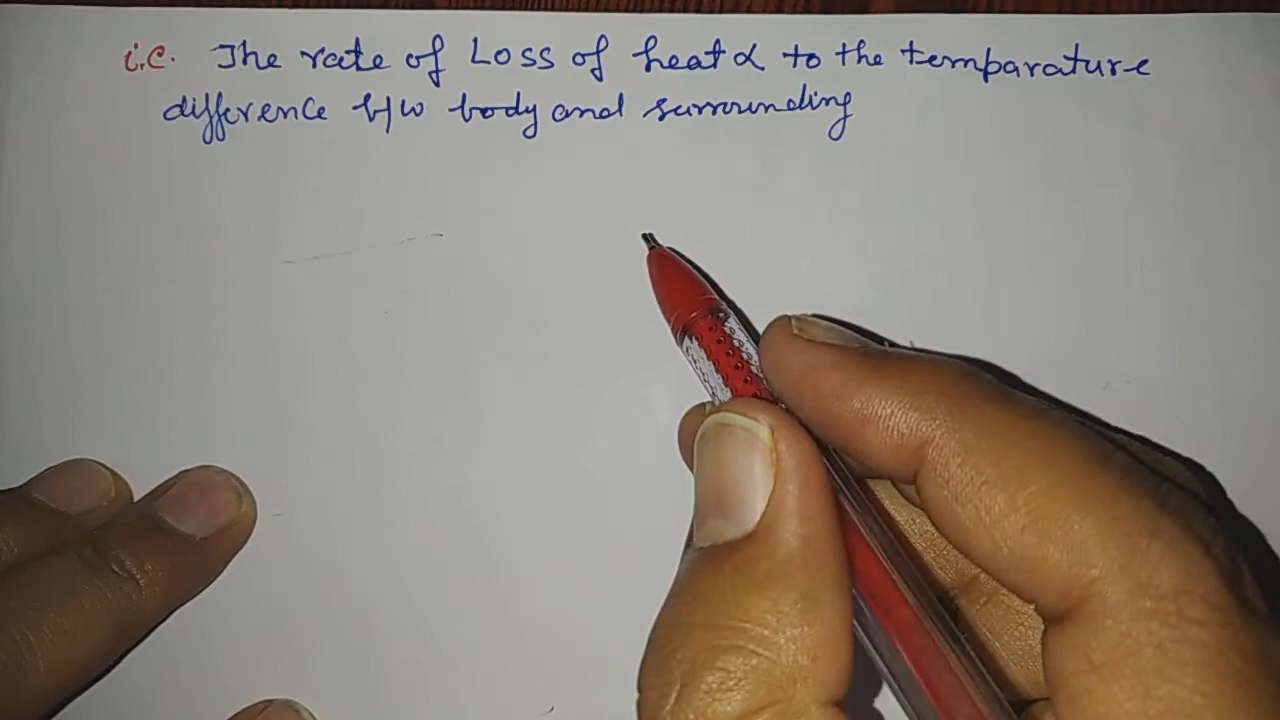 i.e. The rate of Loss of heat α to the temparature
difference b/w body and surrounding